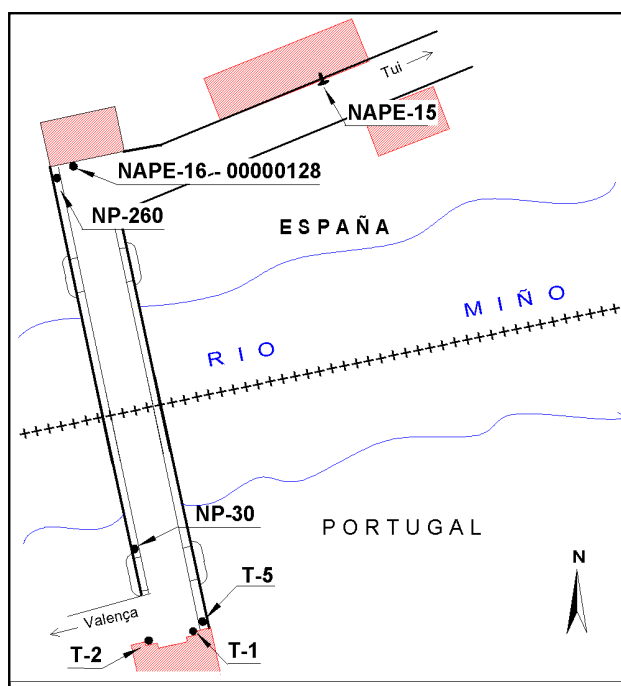 Tui
NAPE-15
NAPE-16 - 00000128
NP-260
ESPAÑA
RIO MIÑO
NP-30
PORTUGAL
N
T-5
Valença
T-2
T-1